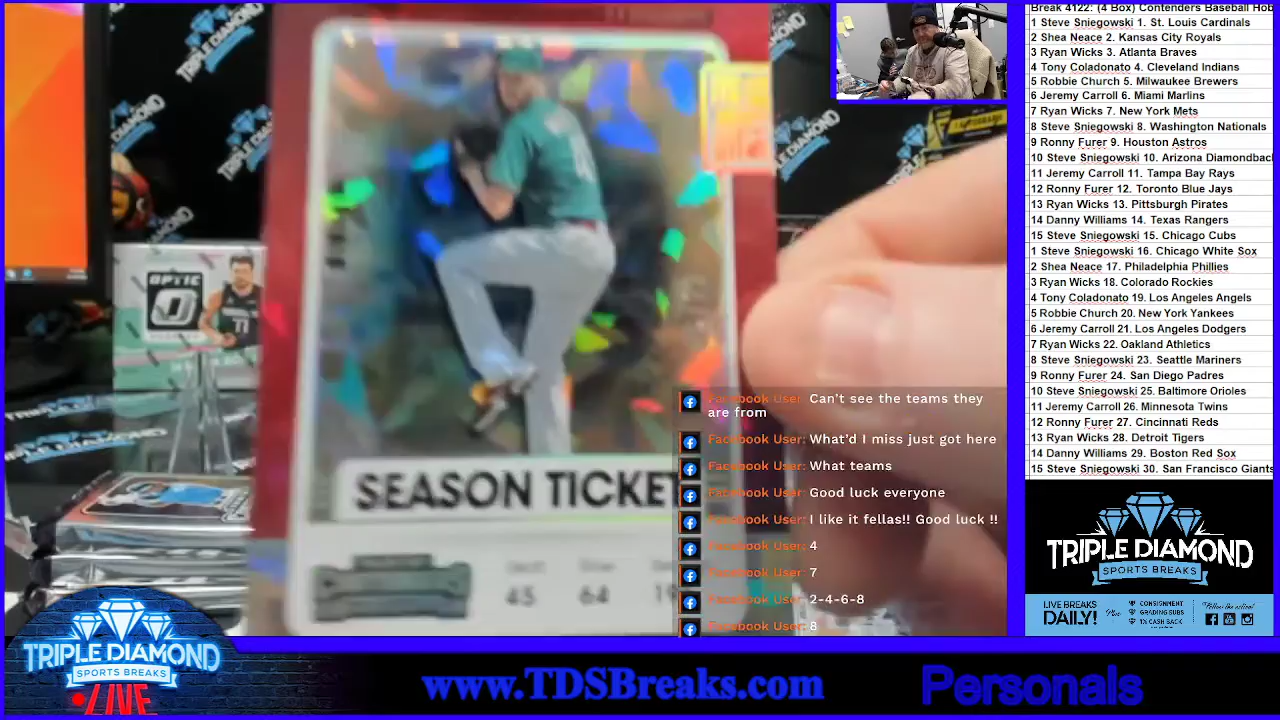 Break 4122: (4 Box) Contenders Baseball Hob
1 Steve Sniegowski 1. St. Louis Cardinals
2 Shea Neace 2. Kansas City Royals
3 Ryan Wicks 3. Atlanta Braves
4 Tony Coladonato 4. Cleveland Indians
5 Robbie Church 5. Milwaukee Brewers
6 Jeremy Carroll 6. Miami Marlins
7 Ryan Wicks 7. New York Mets
8 Steve Sniegowski 8. Washington Nationals
9 Ronny Furer 9. Houston Astros
10 Steve Sniegowski 10. Arizona Diamondback
11 Jeremy Carroll 11. Tampa Bay Rays
12 Ronny Furer 12. Toronto Blue Jays
13 Ryan Wicks 13. Pittsburgh Pirates
14 Danny Williams 14. Texas Rangers
15 Steve Sniegowski 15. Chicago Cubs
1 Steve Sniegowski 16. Chicago White Sox
2 Shea Neace 17. Philadelphia Phillies
3 Ryan Wicks 18. Colorado Rockies
4 Tony Coladonato 19. Los Angeles Angels
5 Robbie Church 20. New York Yankees
6 Jeremy Carroll 21. Los Angeles Dodgers
7 Ryan Wicks 22. Oakland Athletics
8 Steve Sniegowski 23. Seattle Mariners
9 Ronny Furer 24. San Diego Padres
10 Steve Sniegowski 25. Baltimore Orioles
11 Jeremy Carroll 26. Minnesota Twins
12 Ronny Furer 27. Cincinnati Reds
13 Ryan Wicks 28. Detroit Tigers
14 Danny Williams 29. Boston Red Sox
15 Steve Sniegowski 30. San Francisco Giants
TRIPLE DIAMOND
SPORTS BREAKS
LIVE BREAKS
DAILY!
Plus
CONSIGNMENT
GRADING SUBS
1% CASH BACK
Follow the action!
OPTIC
77
SEASON TICKET
45 64 19
Facebook User: Can't see the teams they
are from
Facebook User: What'd I miss just got here
Facebook User: What teams
Facebook User: Good luck everyone
Facebook User: I like it fellas!! Good luck !!
Facebook User: 4
Facebook User: 7
Facebook User: 2-4-6-8
Facebook User: 8
TRIPLE DIAMOND
SPORTS BREAKS
LIVE
www.TDSBreaks.com
Personals